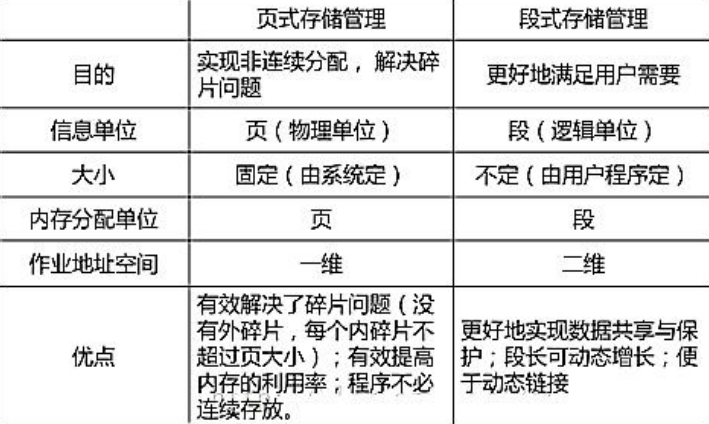 页式存储管理 段式存储管理
目的 实现非连续分配，解决碎片问题 更好地满足用户需要
信息单位 页（物理单位） 段（逻辑单位）
大小 固定（由系统定） 不定（由用户程序定）
内存分配单位 页 段
作业地址空间 一维 二维
优点
有效解决了碎片问题（没
有外碎片，每个内碎片不
超过页大小）；有效提高
内存的利用率；程序不必
连续存放。
更好地实现数据共享与保
护；段长可动态增长；便
于动态链接